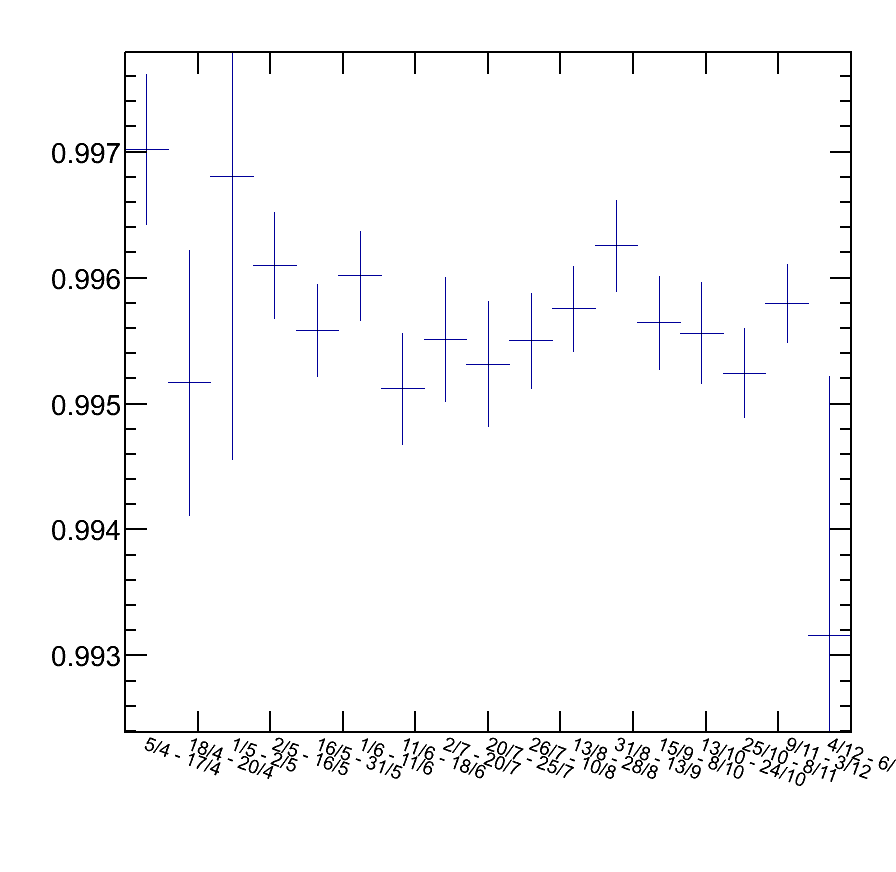 0.997
0.996
0.995
0.994
0.993
5/4 - 17/4
18/4 - 20/4
1/5 - 2/5
2/5 - 16/5
16/5 - 31/5
1/6 - 11/6
11/6 - 18/6
2/7 - 20/7
20/7 - 25/7
26/7 - 10/8
13/8 - 28/8
31/8 - 13/9
15/9 - 8/10
13/10 - 24/10
25/10 - 8/11
9/11 - 3/12
4/12 - 6/